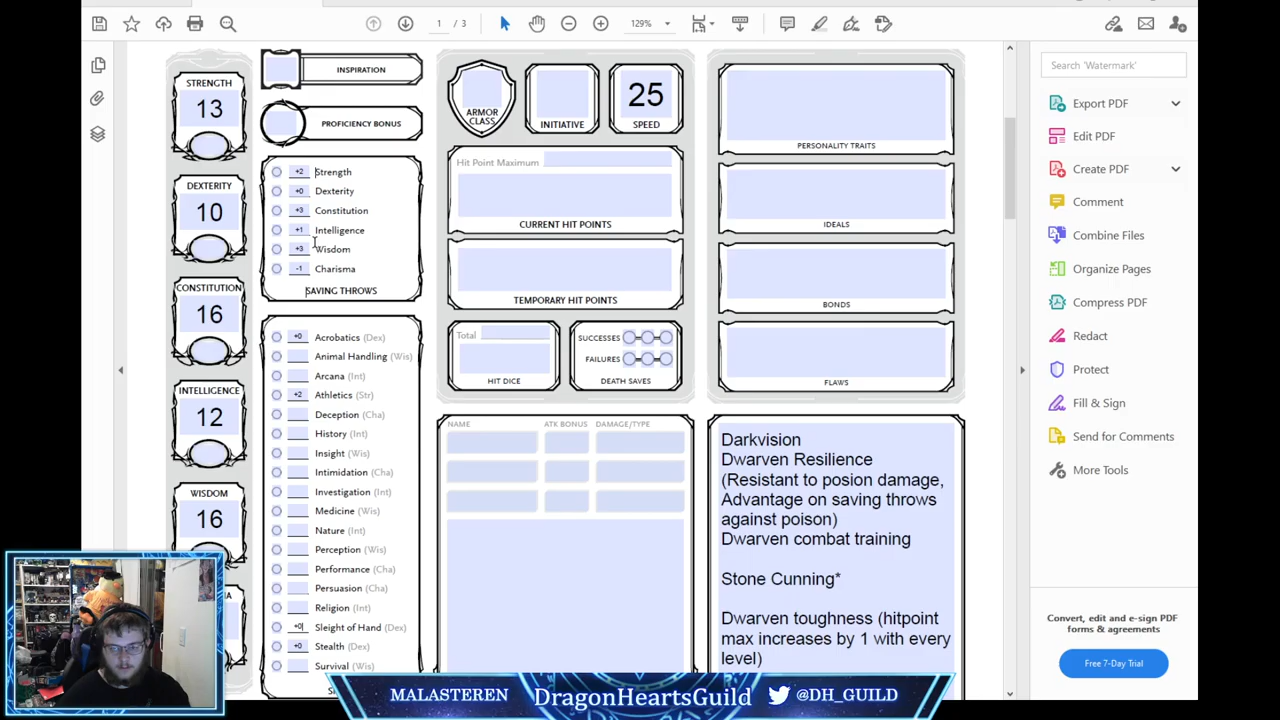 1 / 3
129%
Search 'Watermark'
STRENGTH
13
DEXTERITY
10
CONSTITUTION
16
INTELLIGENCE
12
WISDOM
16
INSPIRATION
PROFICIENCY BONUS
+2 Strength
+0 Dexterity
+3 Constitution
+1 Intelligence
+3 Wisdom
-1 Charisma
SAVING THROWS
+0 Acrobatics (Dex)
Animal Handling (Wis)
Arcana (Int)
+2 Athletics (Str)
Deception (Cha)
History (Int)
Insight (Wis)
Intimidation (Cha)
Investigation (Int)
Medicine (Wis)
Nature (Int)
Perception (Wis)
Performance (Cha)
Persuasion (Cha)
Religion (Int)
+0 Sleight of Hand (Dex)
+0 Stealth (Dex)
Survival (Wis)
ARMOR
CLASS
INITIATIVE
25
SPEED
Hit Point Maximum
CURRENT HIT POINTS
TEMPORARY HIT POINTS
Total
HIT DICE
SUCCESSES
FAILURES
DEATH SAVES
NAME ATK BONUS DAMAGE/TYPE
PERSONALITY TRAITS
IDEALS
BONDS
FLAWS
Darkvision
Dwarven Resilience
(Resistant to posion damage,
Advantage on saving throws
against poison)
Dwarven combat training
Stone Cunning*
Dwarven toughness (hitpoint
max increases by 1 with every
level)
Export PDF
Edit PDF
Create PDF
Comment
Combine Files
Organize Pages
Compress PDF
Redact
Protect
Fill & Sign
Send for Comments
More Tools
Convert, edit and e-sign PDF
forms & agreements
Free 7-Day Trial
MALASTEREN
DragonHeartsGuild
@DH_GUILD